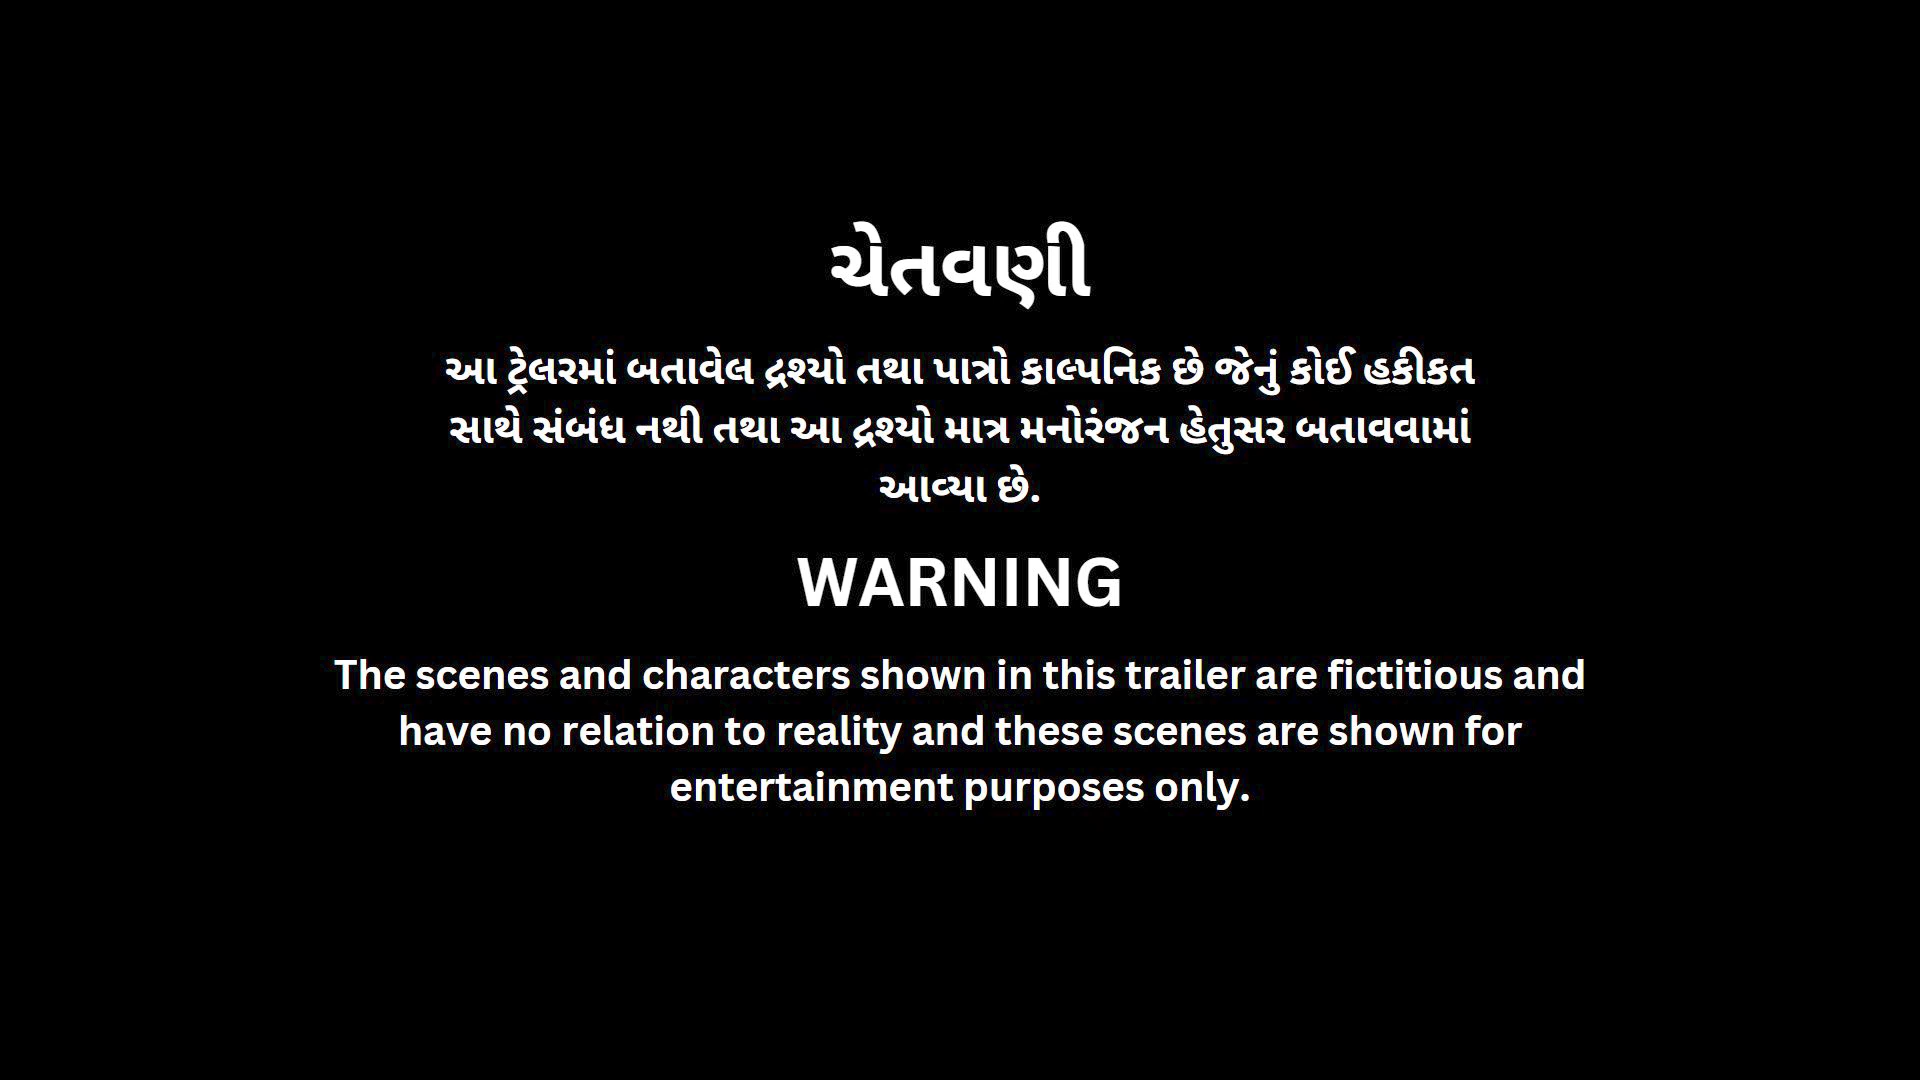 ચેતવણી
આ ટ્રેલરમાં બતાવેલ દ્રશ્યો તથા પાત્રો કાલ્પનિક છે જેનું કોઈ હકીકત
સાથે સંબંધ નથી તથા આ દ્રશ્યો માત્ર મનોરંજન હેતુસર બતાવવામાં
આવ્યા છે.
WARNING
The scenes and characters shown in this trailer are fictitious and
have no relation to reality and these scenes are shown for
entertainment purposes only.